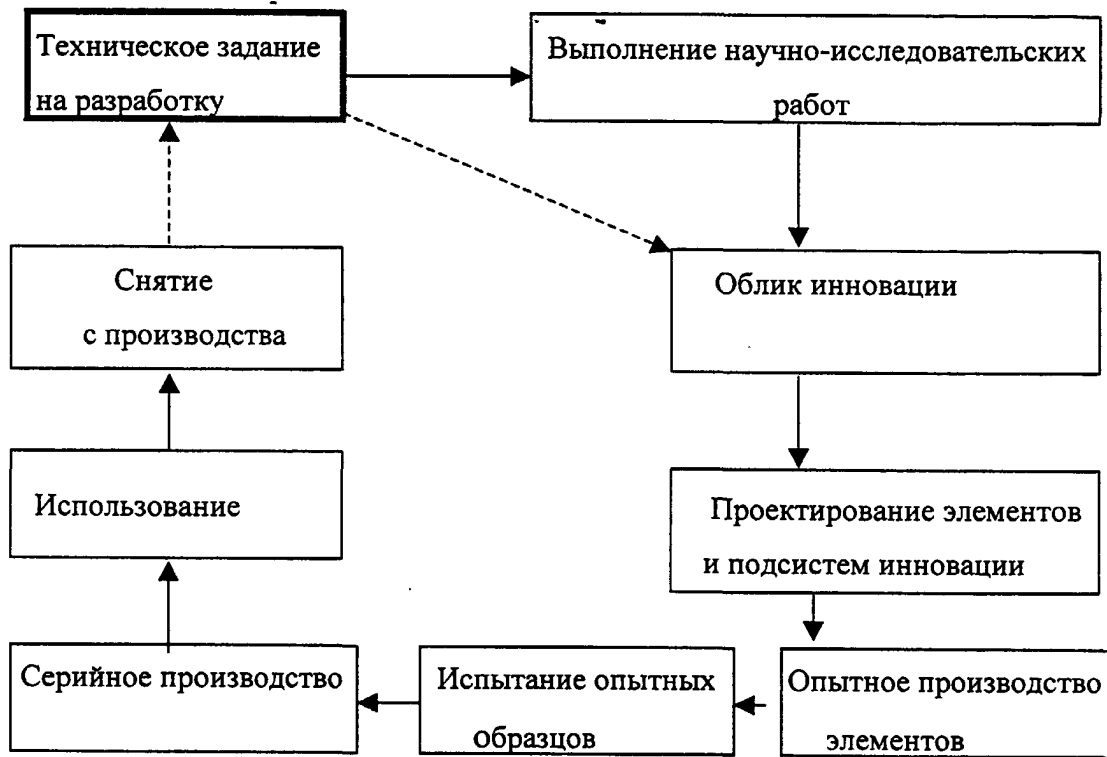 Техническое задание
на разработку
Выполнение научно-исследовательских
работ
Снятие
с производства
Облик инновации
Использование
Проектирование элементов
и подсистем инновации
Серийное производство
Испытание опытных
образцов
Опытное производство
элементов